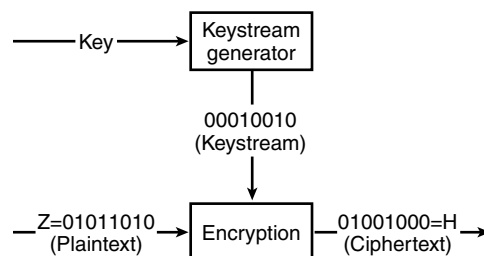 Key
Keystream
generator
00010010
(Keystream)
Z=01011010
(Plaintext)
Encryption
01001000=H
(Ciphertext)